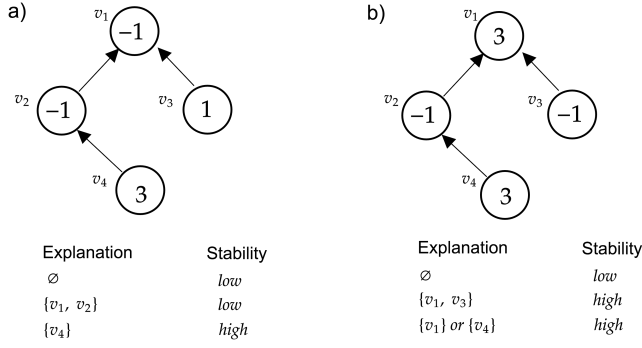 a)
v1
−1
v2
−1
v3
1
v4
3
Explanation Stability
∅ low
{v1, v2} low
{v4} high
b)
v1
3
v2
−1
v3
−1
v4
3
Explanation Stability
∅ low
{v1, v3} high
{v1} or {v4} high